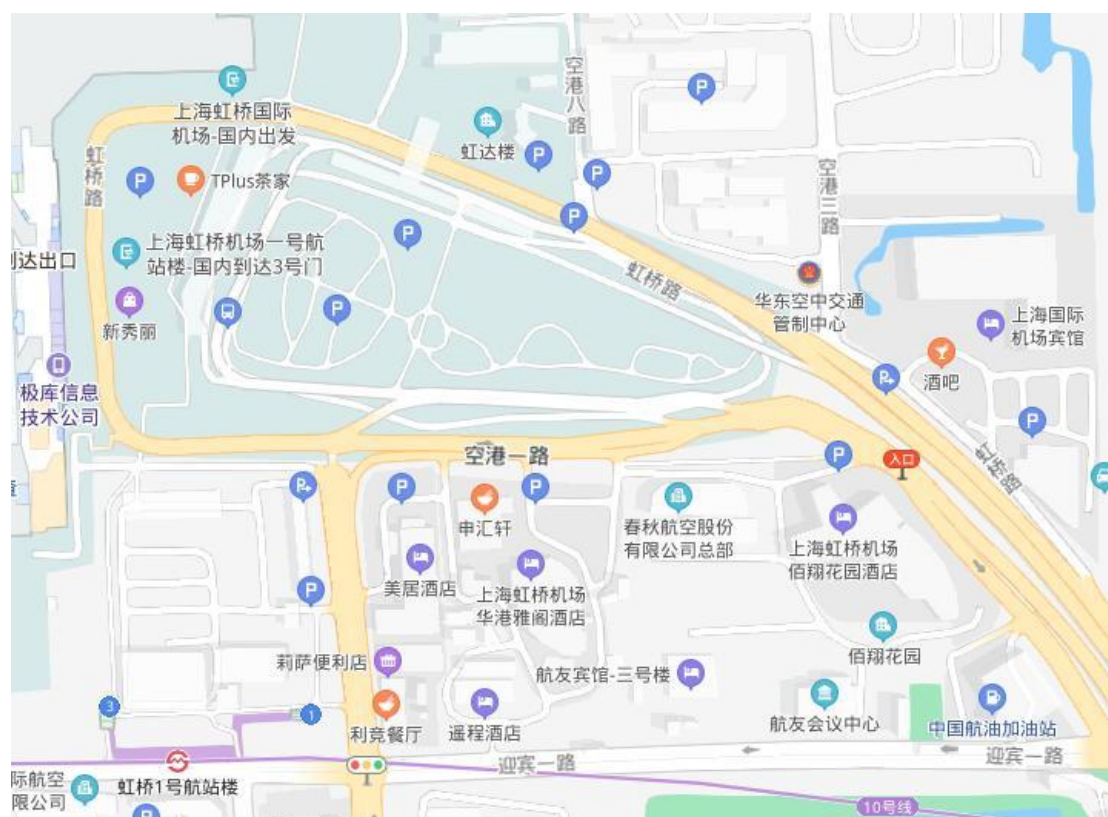 空港八路
上海虹桥国际
机场-国内出发
虹达楼
虹桥路
TPlus茶家
空港三路
上海虹桥机场一号航
站楼-国内到达3号门
到达出口
虹桥路
华东空中交通
管制中心
新秀丽
上海国际
机场宾馆
酒吧
极库信息
技术公司
空港一路
入口
虹桥路
申汇轩
春秋航空股份
有限公司总部
上海虹桥机场
佰翔花园酒店
美居酒店
上海虹桥机场
华港雅阁酒店
佰翔花园
莉萨便利店
航友宾馆-三号楼
3
1
利竞餐厅
遥程酒店
航友会议中心
中国航油加油站
迎宾一路
迎宾一路
虹桥1号航站楼
际航空
限公司
10号线